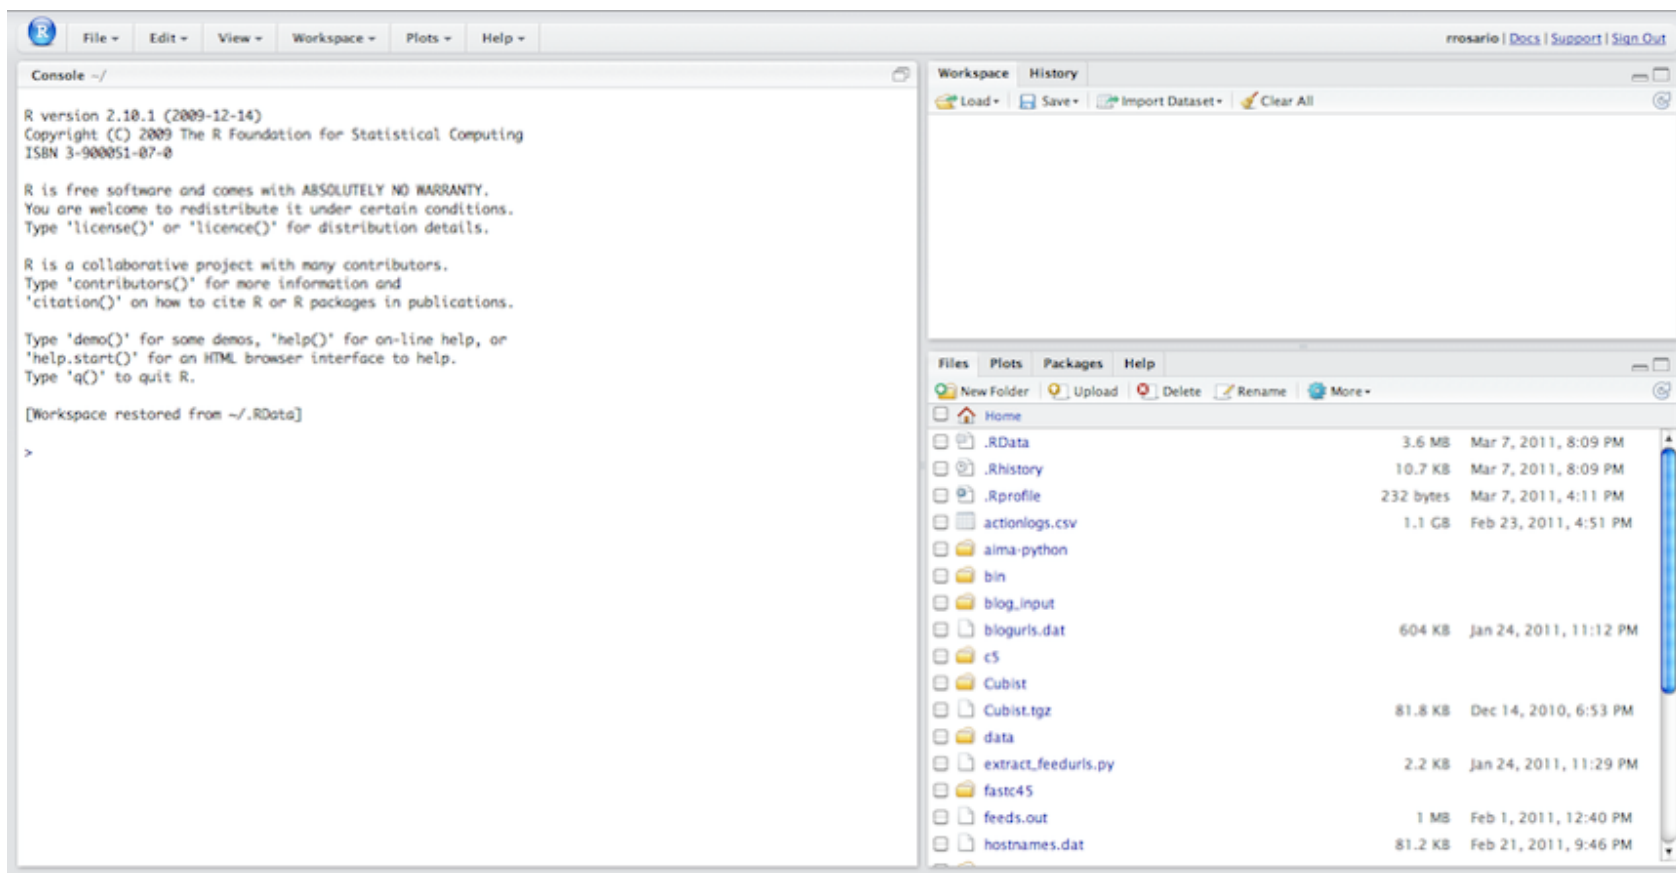 R File Edit View Workspace Plots Help
rrosario | Docs | Support | Sign Out
Console ~/
R version 2.10.1 (2009-12-14)
Copyright (C) 2009 The R Foundation for Statistical Computing
ISBN 3-900051-07-0
R is free software and comes with ABSOLUTELY NO WARRANTY.
You are welcome to redistribute it under certain conditions.
Type 'license()' or 'licence()' for distribution details.
R is a collaborative project with many contributors.
Type 'contributors()' for more information and
'citation()' on how to cite R or R packages in publications.
Type 'demo()' for some demos, 'help()' for on-line help, or
'help.start()' for an HTML browser interface to help.
Type 'q()' to quit R.
[Workspace restored from ~/.RData]
>
Workspace History
Load Save Import Dataset Clear All
Files Plots Packages Help
New Folder Upload Delete Rename More
Home
.RData 3.6 MB Mar 7, 2011, 8:09 PM
.Rhistory 10.7 KB Mar 7, 2011, 8:09 PM
.Rprofile 232 bytes Mar 7, 2011, 4:11 PM
actionlogs.csv 1.1 GB Feb 23, 2011, 4:51 PM
aima-python
bin
blog_input
blogurls.dat 604 KB Jan 24, 2011, 11:12 PM
c5
Cubist
Cubist.tgz 81.8 KB Dec 14, 2010, 6:53 PM
data
extract_feedurls.py 2.2 KB Jan 24, 2011, 11:29 PM
fastc45
feeds.out 1 MB Feb 1, 2011, 12:40 PM
hostnames.dat 81.2 KB Feb 21, 2011, 9:46 PM